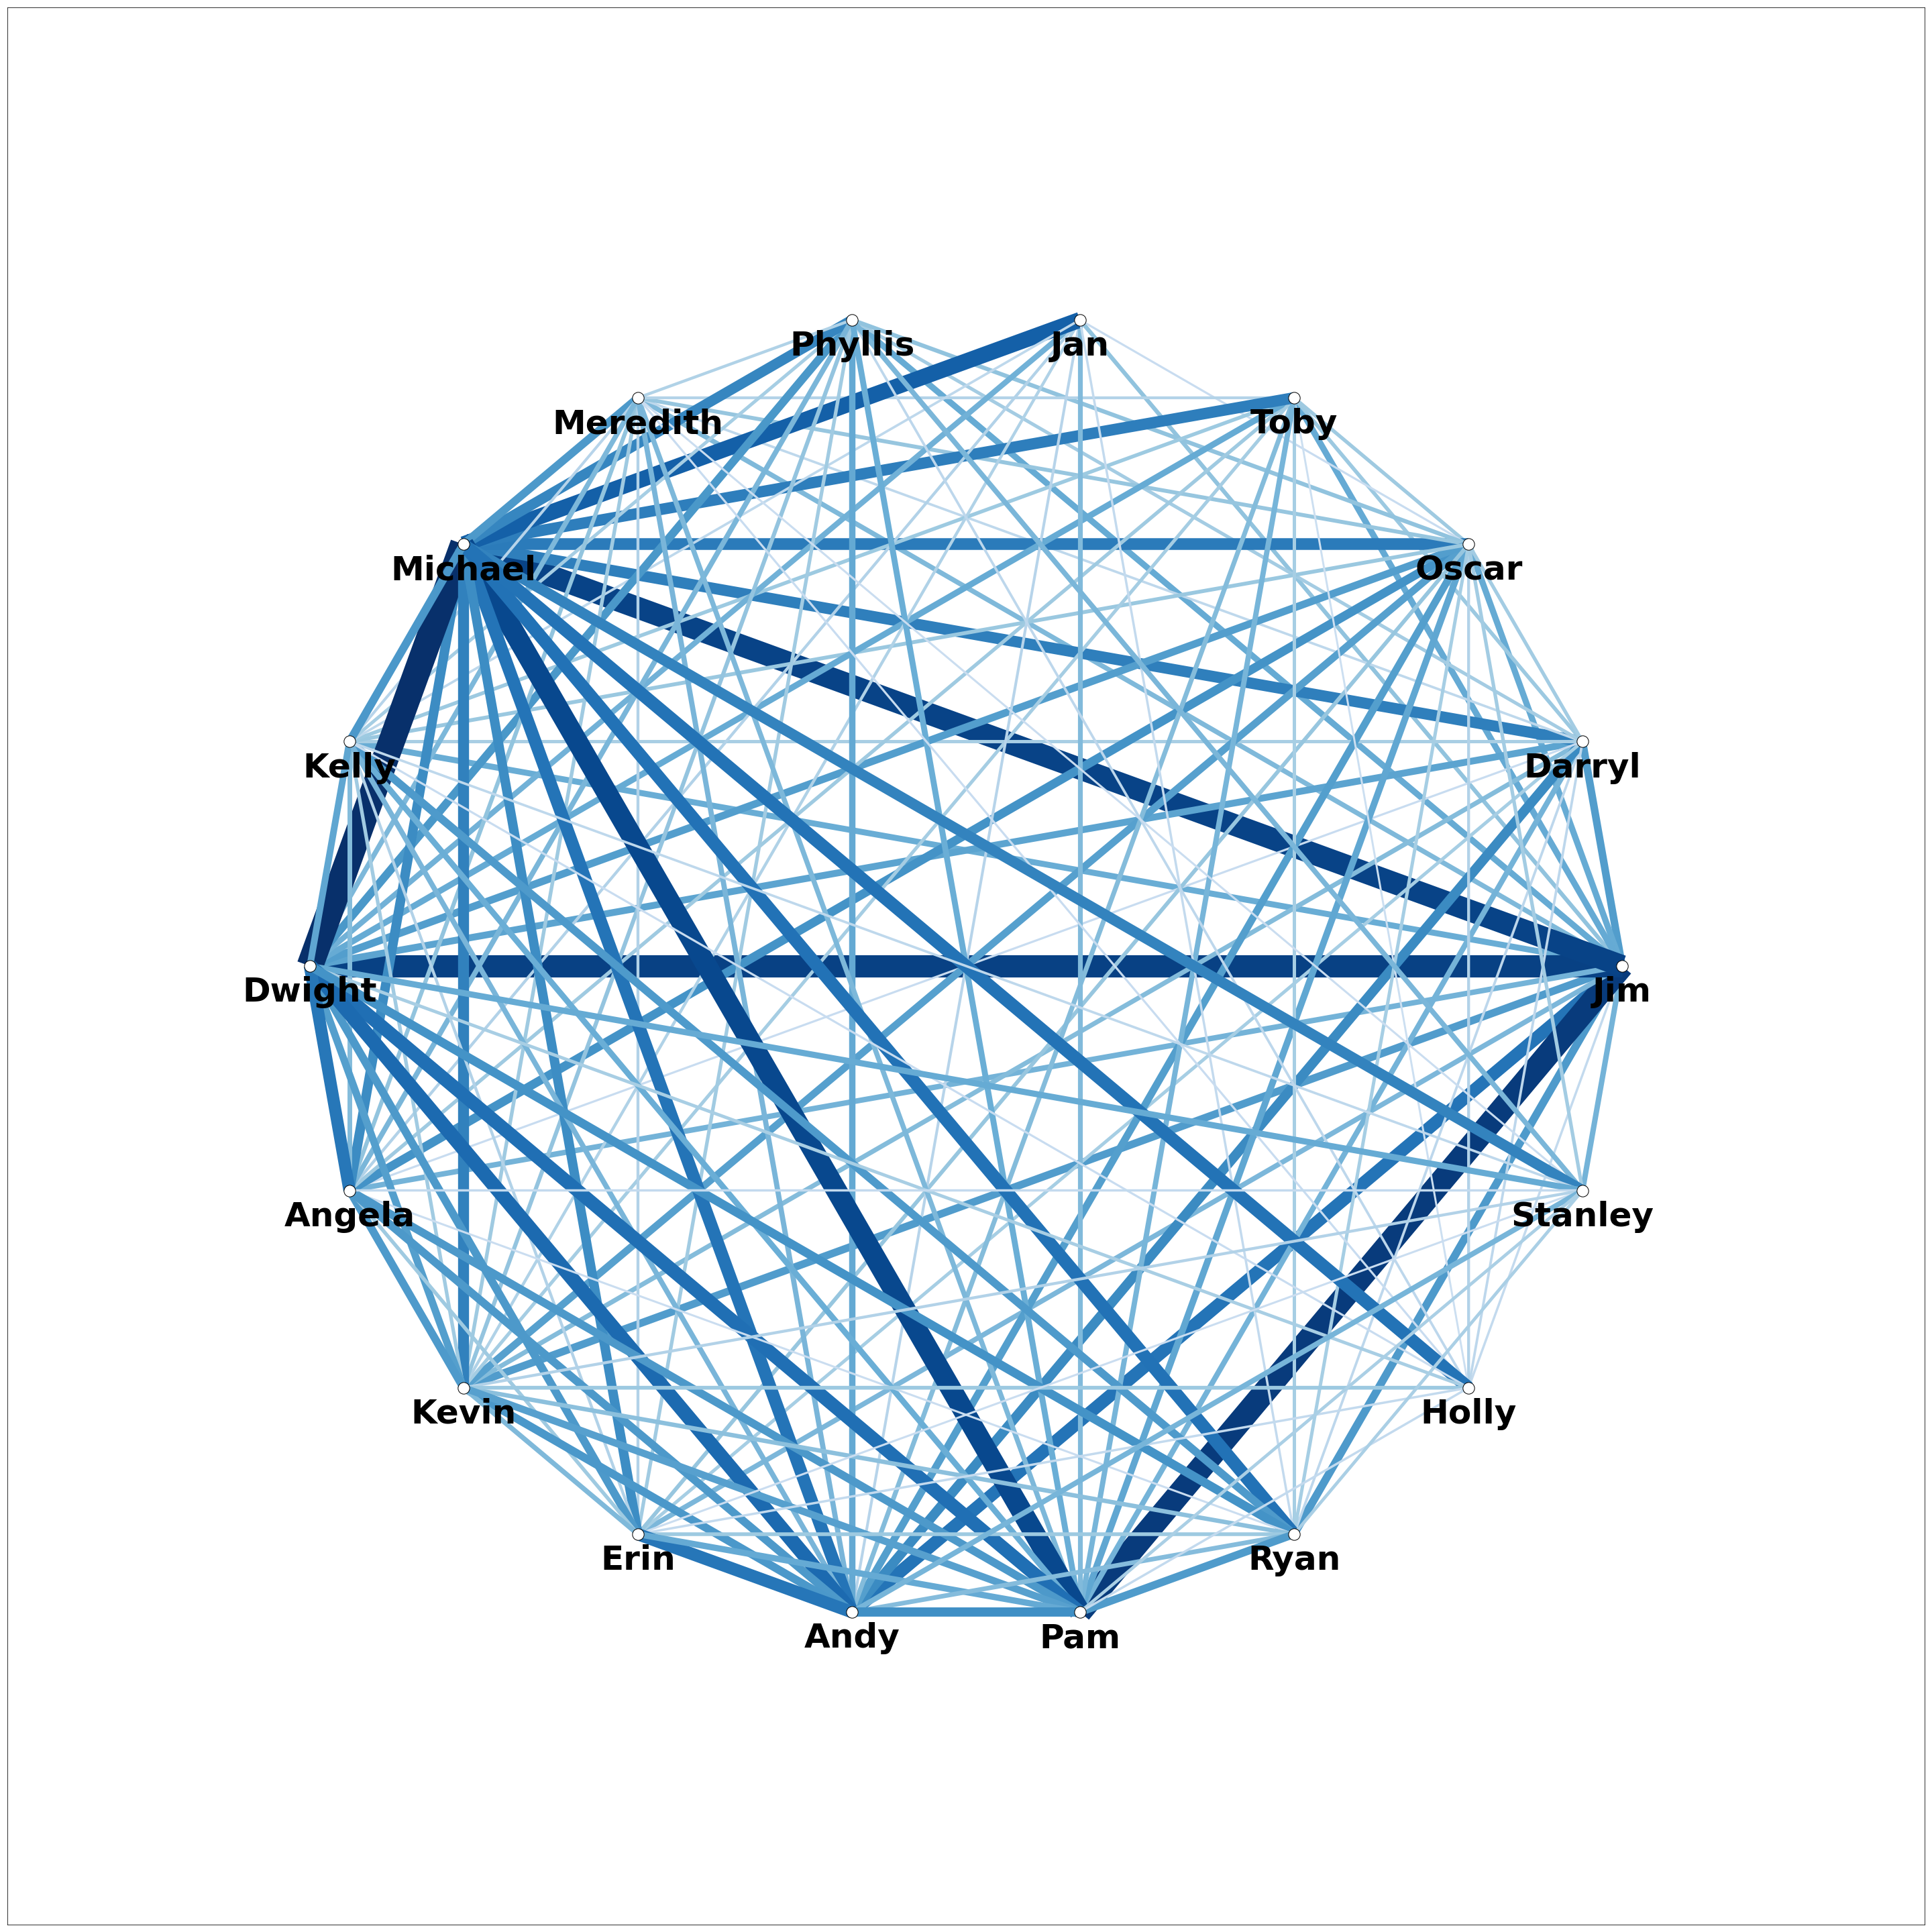 Phyllis
Jan
Meredith
Toby
Michael
Oscar
Kelly
Darryl
Dwight
Jim
Angela
Stanley
Kevin
Holly
Erin
Ryan
Andy
Pam